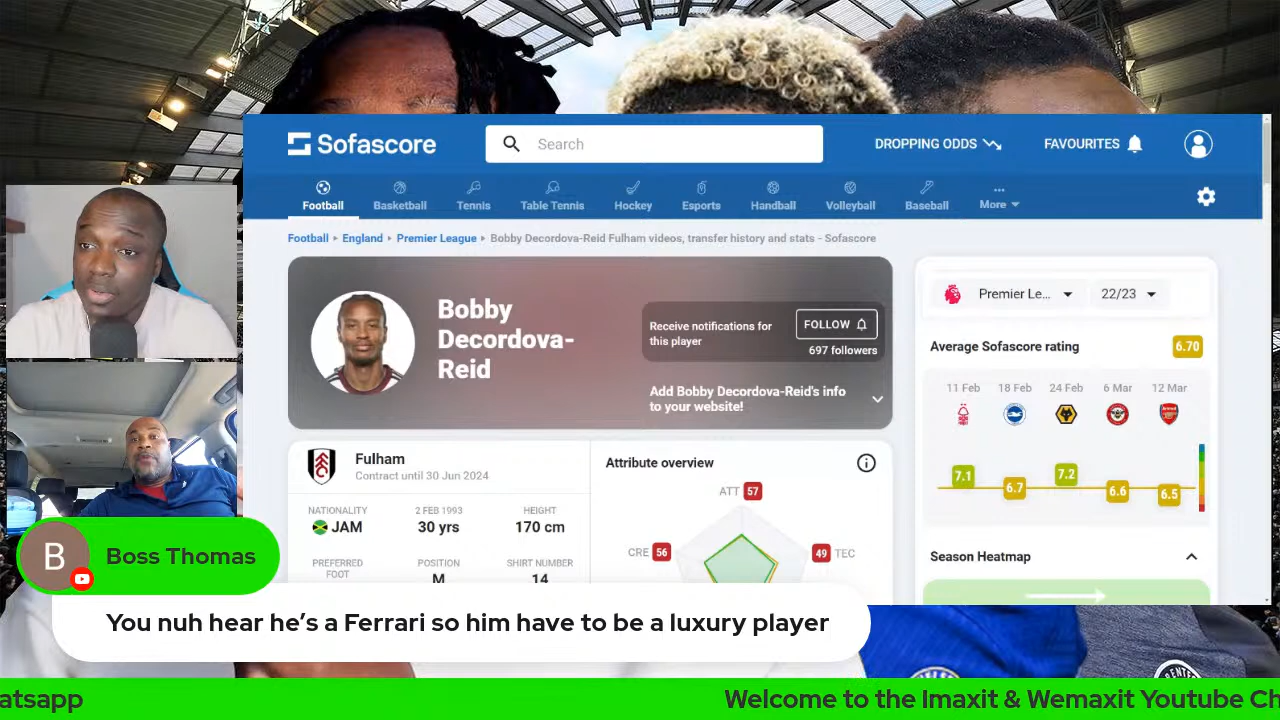 Sofascore
Search
DROPPING ODDS
FAVOURITES
Football
Basketball
Tennis
Table Tennis
Hockey
Esports
Handball
Volleyball
Baseball
More
Football England Premier League Bobby Decordova-Reid Fulham videos, transfer history and stats - Sofascore
Bobby
Decordova-
Reid
Receive notifications for
this player
FOLLOW
697 followers
Add Bobby Decordova-Reid's info
to your website!
Premier Le...
22/23
Average Sofascore rating
6.70
11 Feb
18 Feb
24 Feb
6 Mar
12 Mar
7.1
6.7
7.2
6.6
6.5
Season Heatmap
Fulham
Contract until 30 Jun 2024
NATIONALITY
2 FEB 1993
HEIGHT
JAM
30 yrs
170 cm
PREFERRED
FOOT
POSITION
SHIRT NUMBER
M
14
Attribute overview
ATT 57
CRE 56
49 TEC
B
Boss Thomas
You nuh hear he’s a Ferrari so him have to be a luxury player
atsapp
Welcome to the Imaxit & Wemaxit Youtube Ch